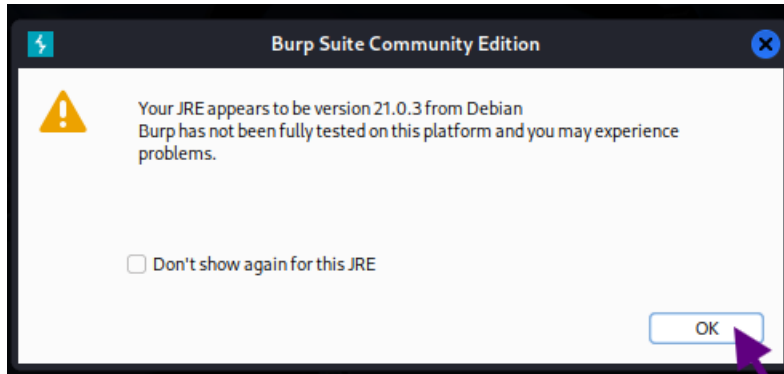 Burp Suite Community Edition
Your JRE appears to be version 21.0.3 from Debian
Burp has not been fully tested on this platform and you may experience
problems.
Don't show again for this JRE
OK